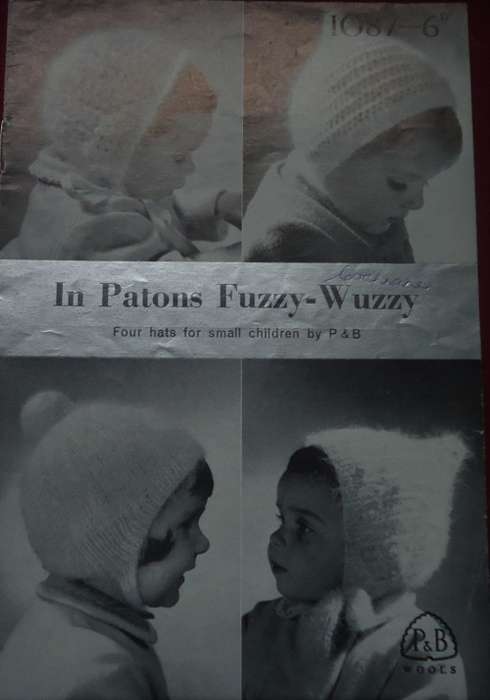 1087—6D
In Patons Fuzzy-Wuzzy
Four hats for small children by P & B
P&B
WOOLS